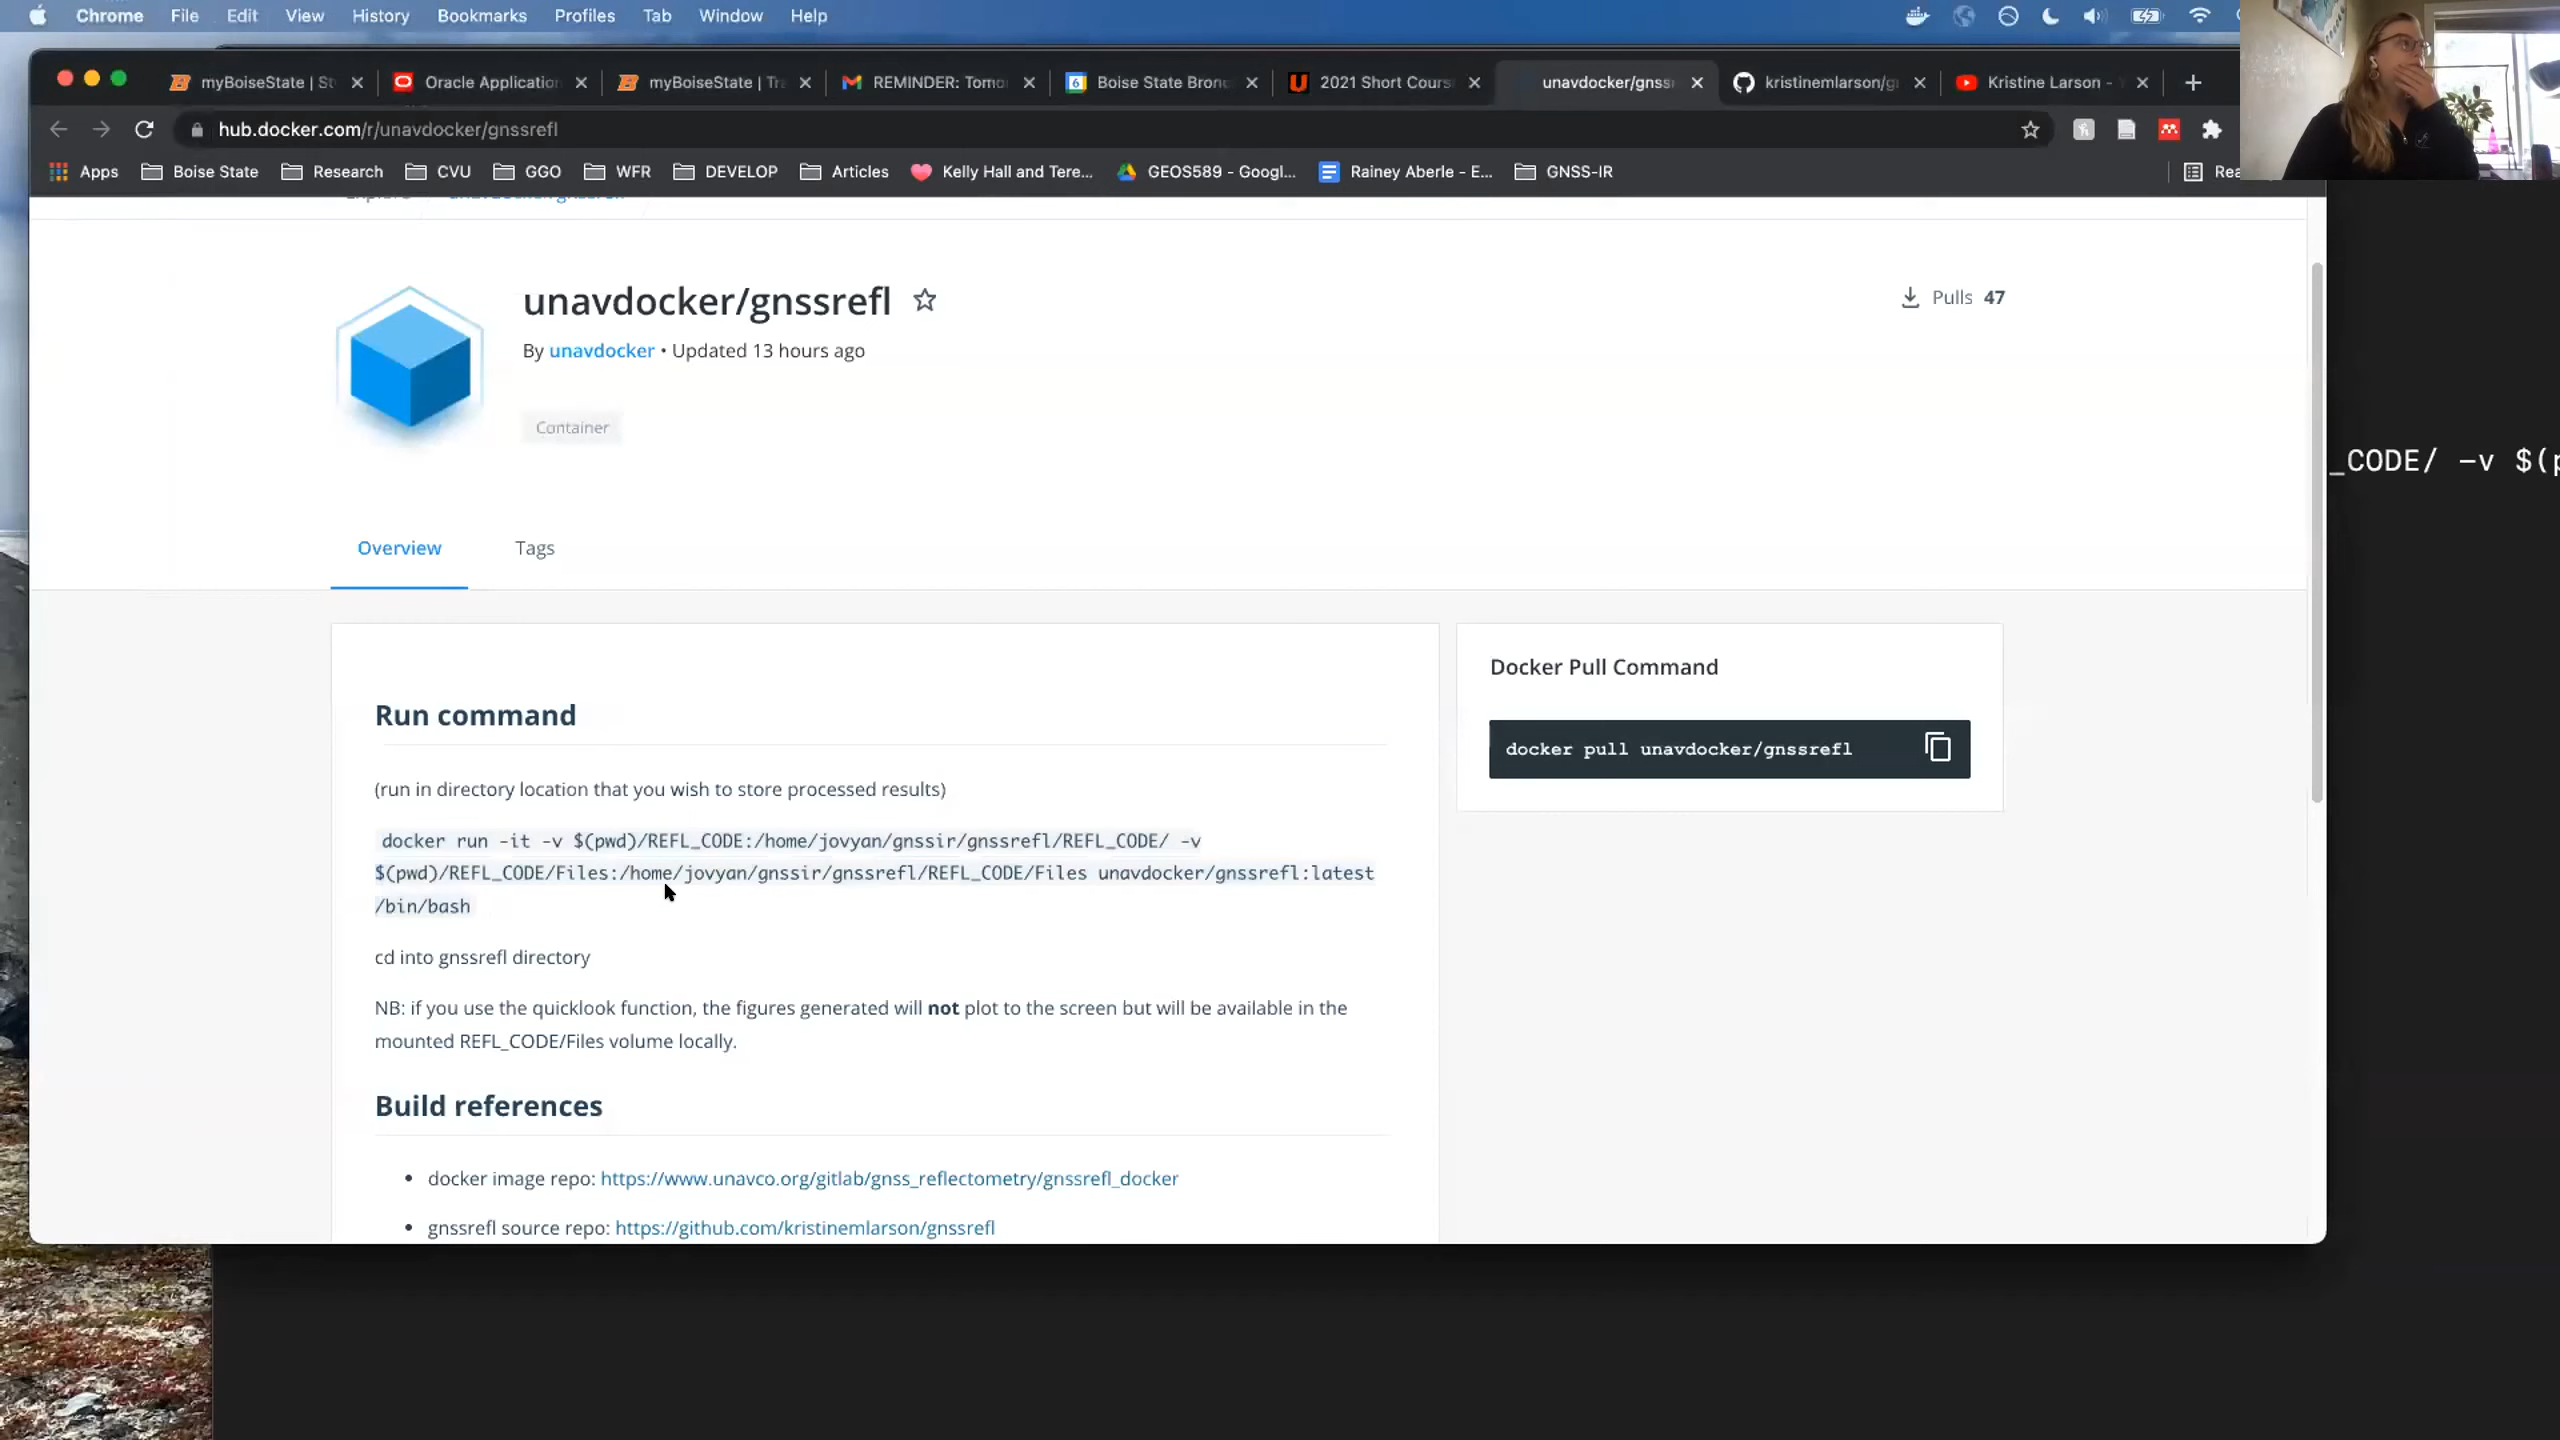 Chrome File Edit View History Bookmarks Profiles Tab Window Help
myBoiseState | St
Oracle Application
myBoiseState | Tra
REMINDER: Tomo
6
Boise State Bronc
2021 Short Cours
unavdocker/gnss
kristinemlarson/g
Kristine Larson -
hub.docker.com/r/unavdocker/gnssrefl
Apps
Boise State
Research
CVU
GGO
WFR
DEVELOP
Articles
Kelly Hall and Tere...
GEOS589 - Googl...
Rainey Aberle - E...
GNSS-IR
unavdocker/gnssrefl
Pulls 47
By unavdocker • Updated 13 hours ago
Container
_CODE/ -v $(p
Overview
Tags
Run command
(run in directory location that you wish to store processed results)
docker run -it -v $(pwd)/REFL_CODE:/home/jovyan/gnssir/gnssrefl/REFL_CODE/ -v
$(pwd)/REFL_CODE/Files:/home/jovyan/gnssir/gnssrefl/REFL_CODE/Files unavdocker/gnssrefl:latest
/bin/bash
cd into gnssrefl directory
NB: if you use the quicklook function, the figures generated will not plot to the screen but will be available in the
mounted REFL_CODE/Files volume locally.
Build references
• docker image repo: https://www.unavco.org/gitlab/gnss_reflectometry/gnssrefl_docker
• gnssrefl source repo: https://github.com/kristinemlarson/gnssrefl
Docker Pull Command
docker pull unavdocker/gnssrefl